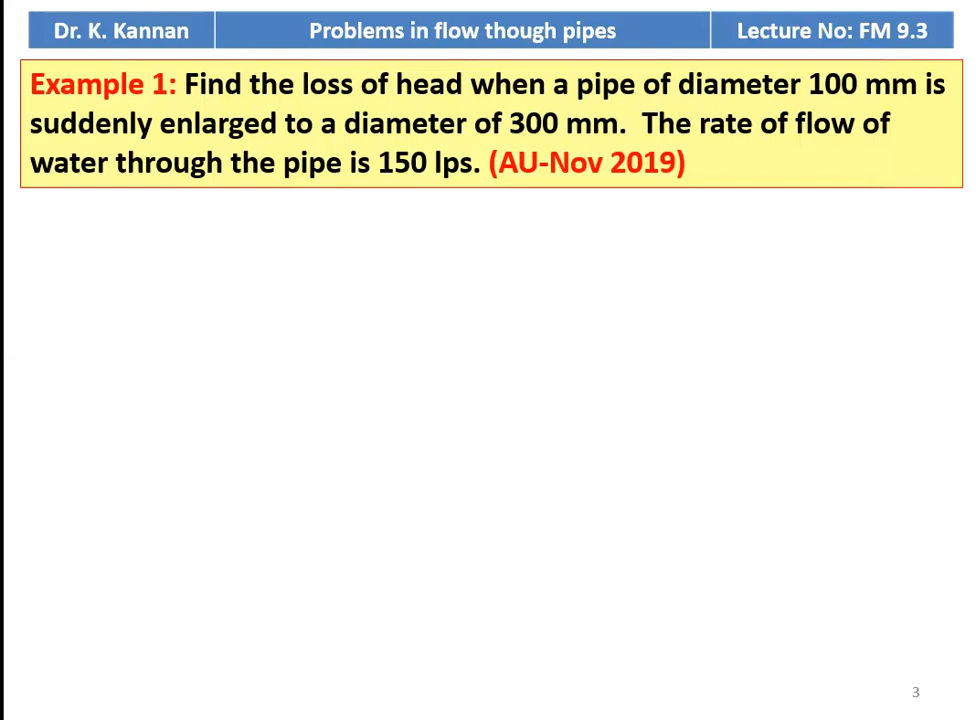 Dr. K. Kannan
Problems in flow though pipes
Lecture No: FM 9.3
Example 1: Find the loss of head when a pipe of diameter 100 mm is
suddenly enlarged to a diameter of 300 mm. The rate of flow of
water through the pipe is 150 lps. (AU-Nov 2019)
3